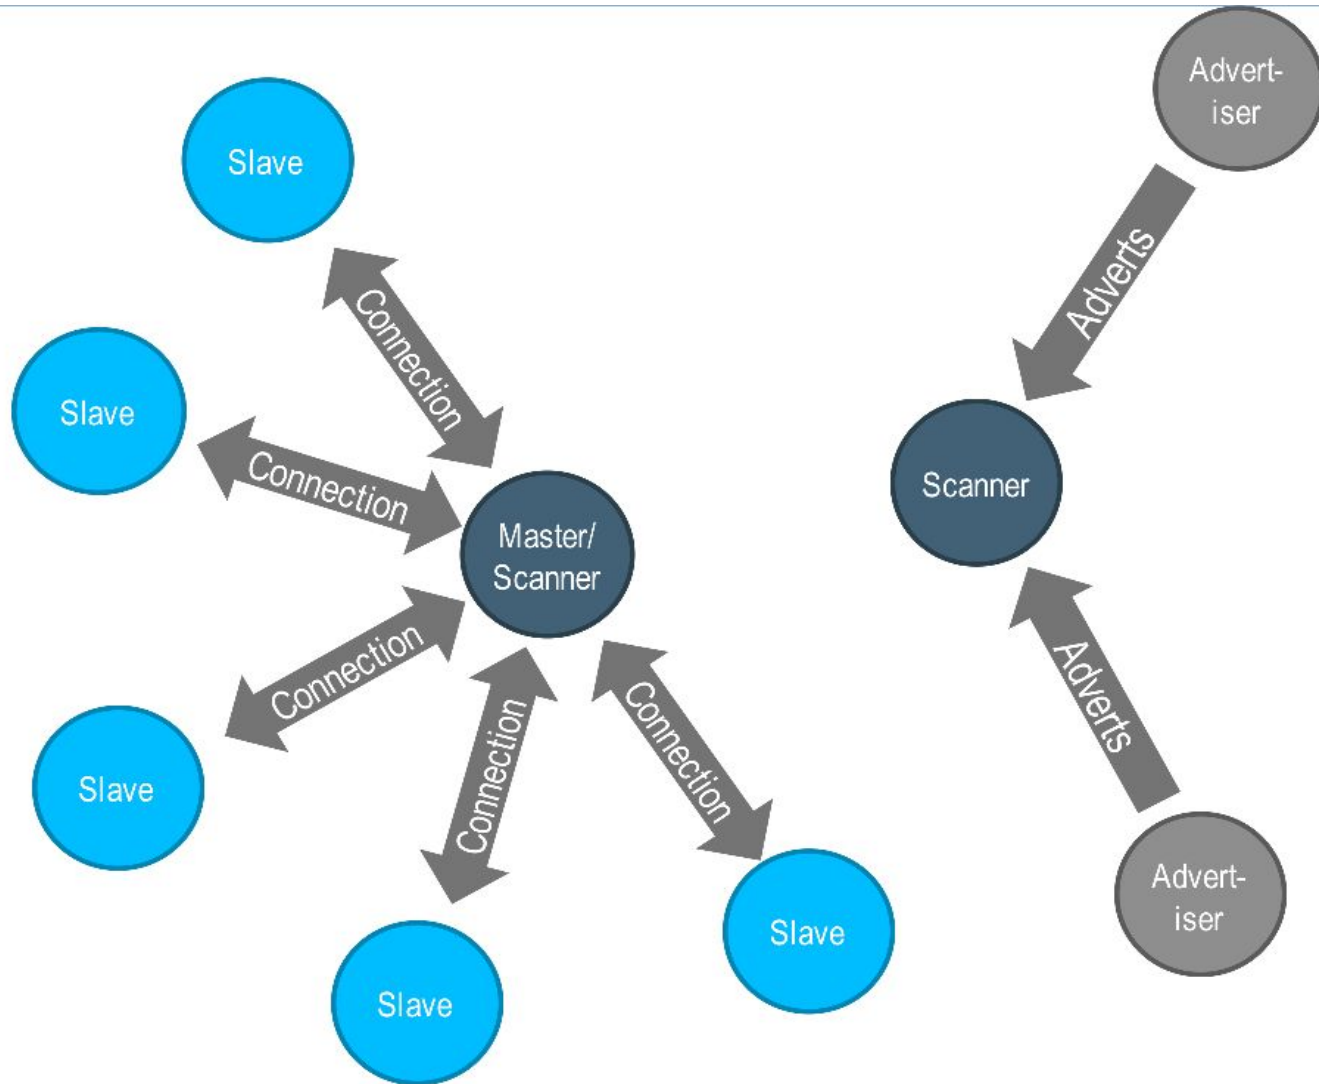 Advert-
iser
Slave
Adverts
Connection
Slave
Connection
Scanner
Master/
Scanner
Connection
Connection
Connection
Adverts
Slave
Advert-
iser
Slave
Slave